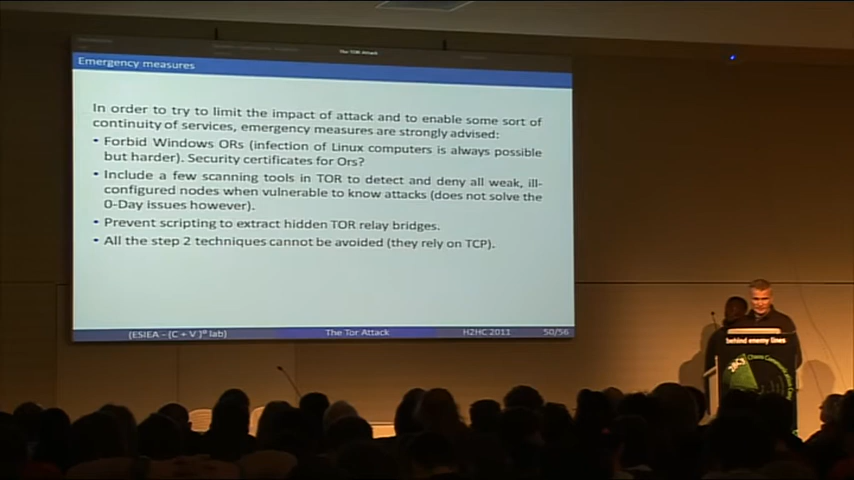 The TOR Attack
Emergency measures
In order to try to limit the impact of attack and to enable some sort of
continuity of services, emergency measures are strongly advised:
• Forbid Windows ORs (infection of Linux computers is always possible
but harder). Security certificates for Ors?
• Include a few scanning tools in TOR to detect and deny all weak, ill-
configured nodes when vulnerable to know attacks (does not solve the
0-Day issues however).
• Prevent scripting to extract hidden TOR relay bridges.
• All the step 2 techniques cannot be avoided (they rely on TCP).
(ESIEA - (C + V)º lab) The Tor Attack H2HC 2011 50/56
behind enemy lines